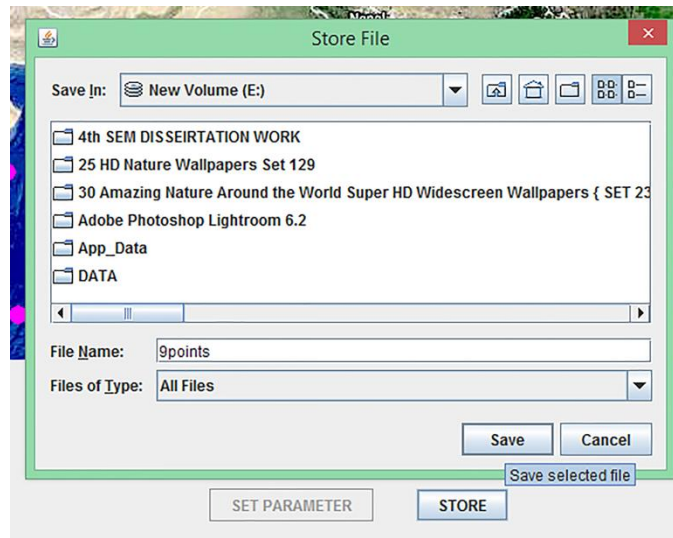 Nepal
Store File
Save In: New Volume (E:)
4th SEM DISSEIRTATION WORK
25 HD Nature Wallpapers Set 129
30 Amazing Nature Around the World Super HD Widescreen Wallpapers { SET 23
Adobe Photoshop Lightroom 6.2
App_Data
DATA
File Name: 9points
Files of Type: All Files
Save Cancel
Save selected file
SET PARAMETER STORE